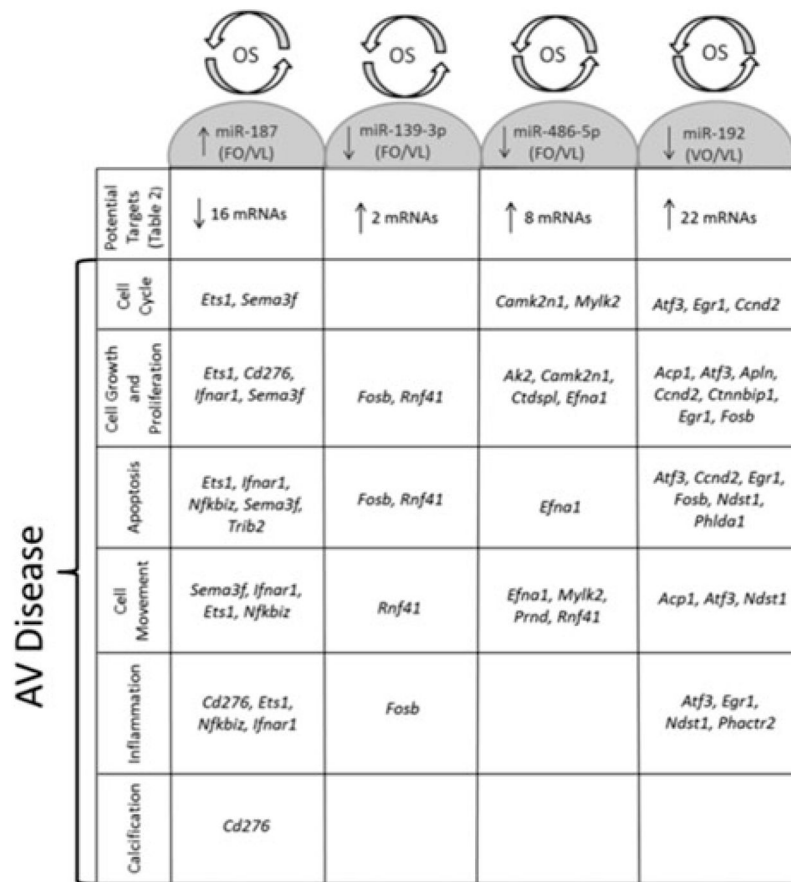 OS OS OS OS
↑ miR-187 ↓ miR-139-3p ↓ miR-486-5p ↓ miR-192
(FO/VL) (FO/VL) (FO/VL) (VO/VL)
Potential
Targets
(Table 2)
↓ 16 mRNAs ↑ 2 mRNAs ↑ 8 mRNAs ↑ 22 mRNAs
AV Disease
Cell
Cycle
Ets1, Sema3f
Camk2n1, Mylk2
Atf3, Egr1, Ccnd2
Cell Growth
and
Proliferation
Ets1, Cd276,
Ifnar1, Sema3f
Fosb, Rnf41
Ak2, Camk2n1,
Ctdspl, Efna1
Acp1, Atf3, Apln,
Ccnd2, Ctnnbip1,
Egr1, Fosb
Apoptosis
Ets1, Ifnar1,
Nfkbiz, Sema3f,
Trib2
Fosb, Rnf41
Efna1
Atf3, Ccnd2, Egr1,
Fosb, Ndst1,
Phlda1
Cell
Movement
Sema3f, Ifnar1,
Ets1, Nfkbiz
Rnf41
Efna1, Mylk2,
Prnd, Rnf41
Acp1, Atf3, Ndst1
Inflammation
Cd276, Ets1,
Nfkbiz, Ifnar1
Fosb
Atf3, Egr1,
Ndst1, Phactr2
Calcification
Cd276